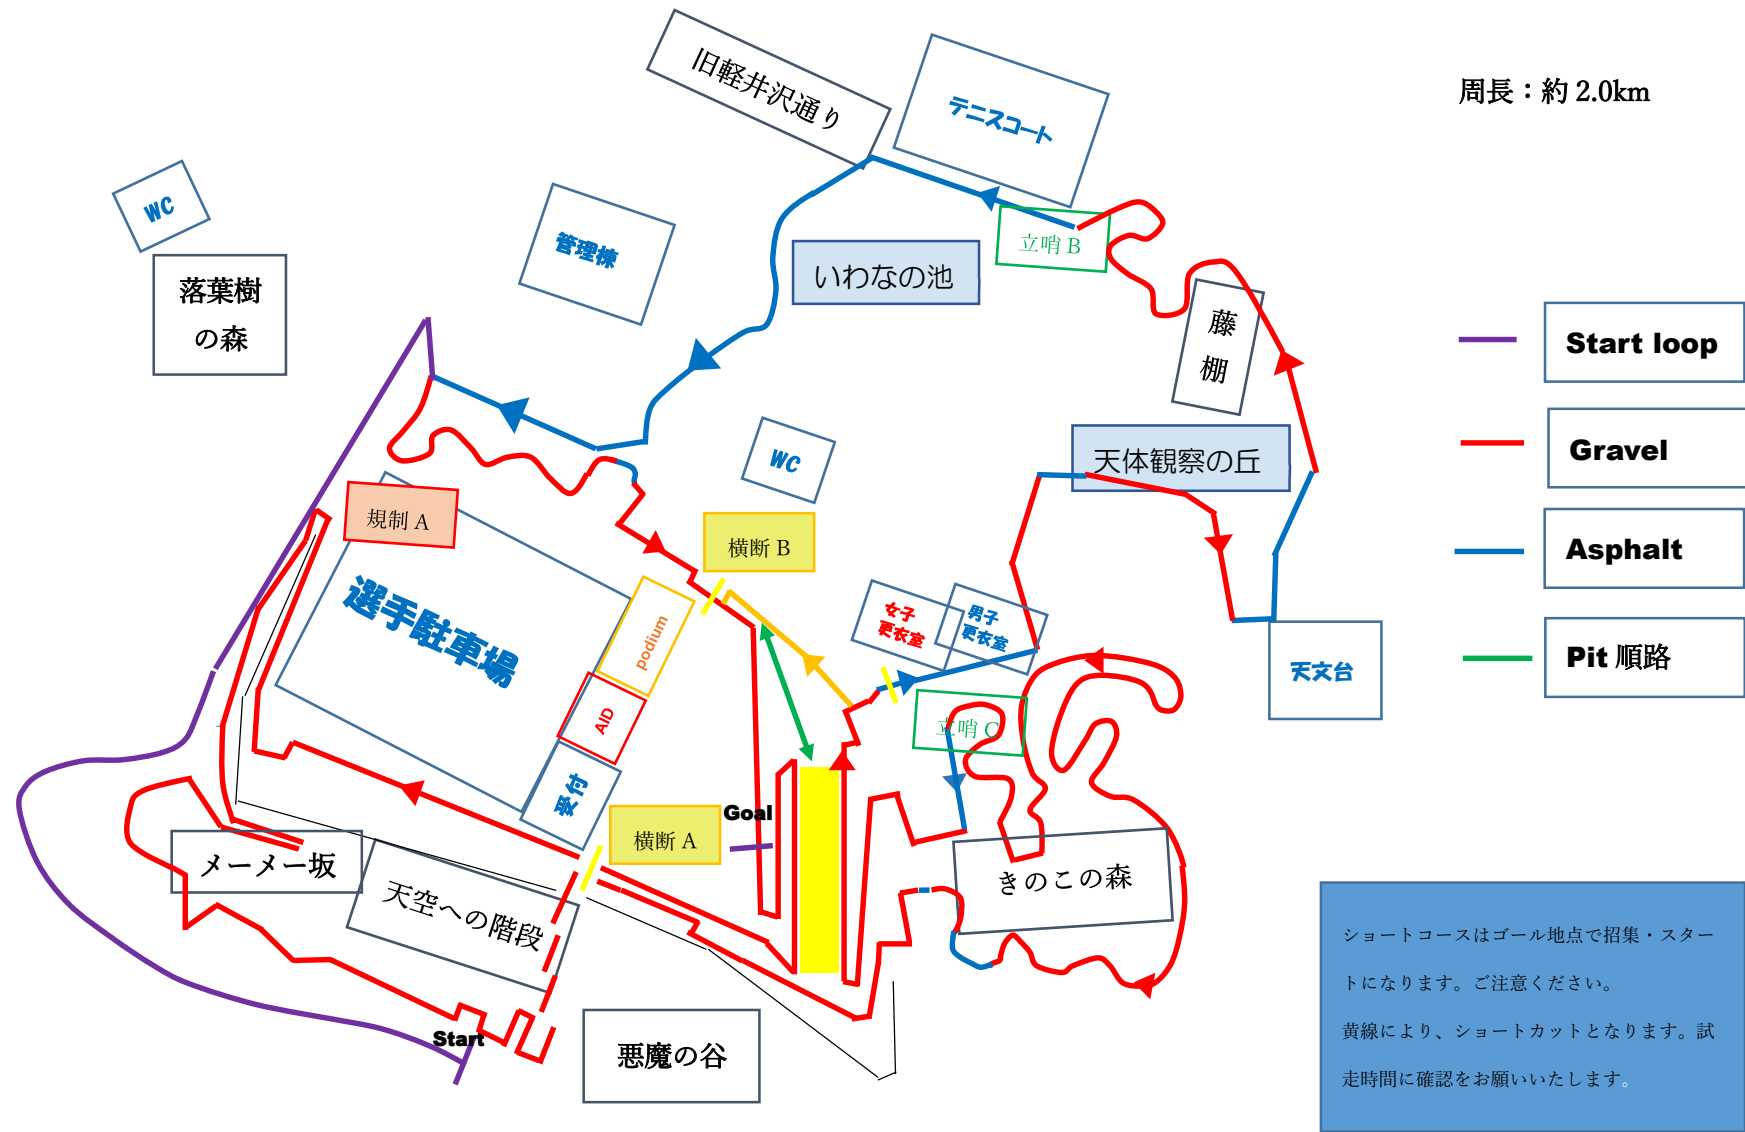 周長：約 2.0km
旧軽井沢通り
テニスコート
WC
管理棟
いわなの池
立哨 B
落葉樹
の森
藤
棚
Start loop
Gravel
Asphalt
Pit 順路
WC
天体観察の丘
規制 A
横断 B
選手駐車場
podium
女子
更衣室
男子
更衣室
天文台
AID
立哨 C
受付
Goal
横断 A
メーメー坂
天空への階段
きのこの森
Start
悪魔の谷
ショートコースはゴール地点で招集・スター
トになります。ご注意ください。
黄線により、ショートカットとなります。試
走時間に確認をお願いいたします。